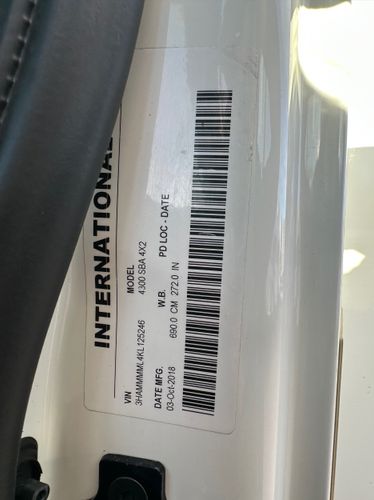 INTERNATIONAL
VIN MODEL
3HAMMMML4KL125246 4300 SBA 4X2
DATE MFG. W.B. PD LOC - DATE
03-Oct-2018 690.0 CM 272.0 IN